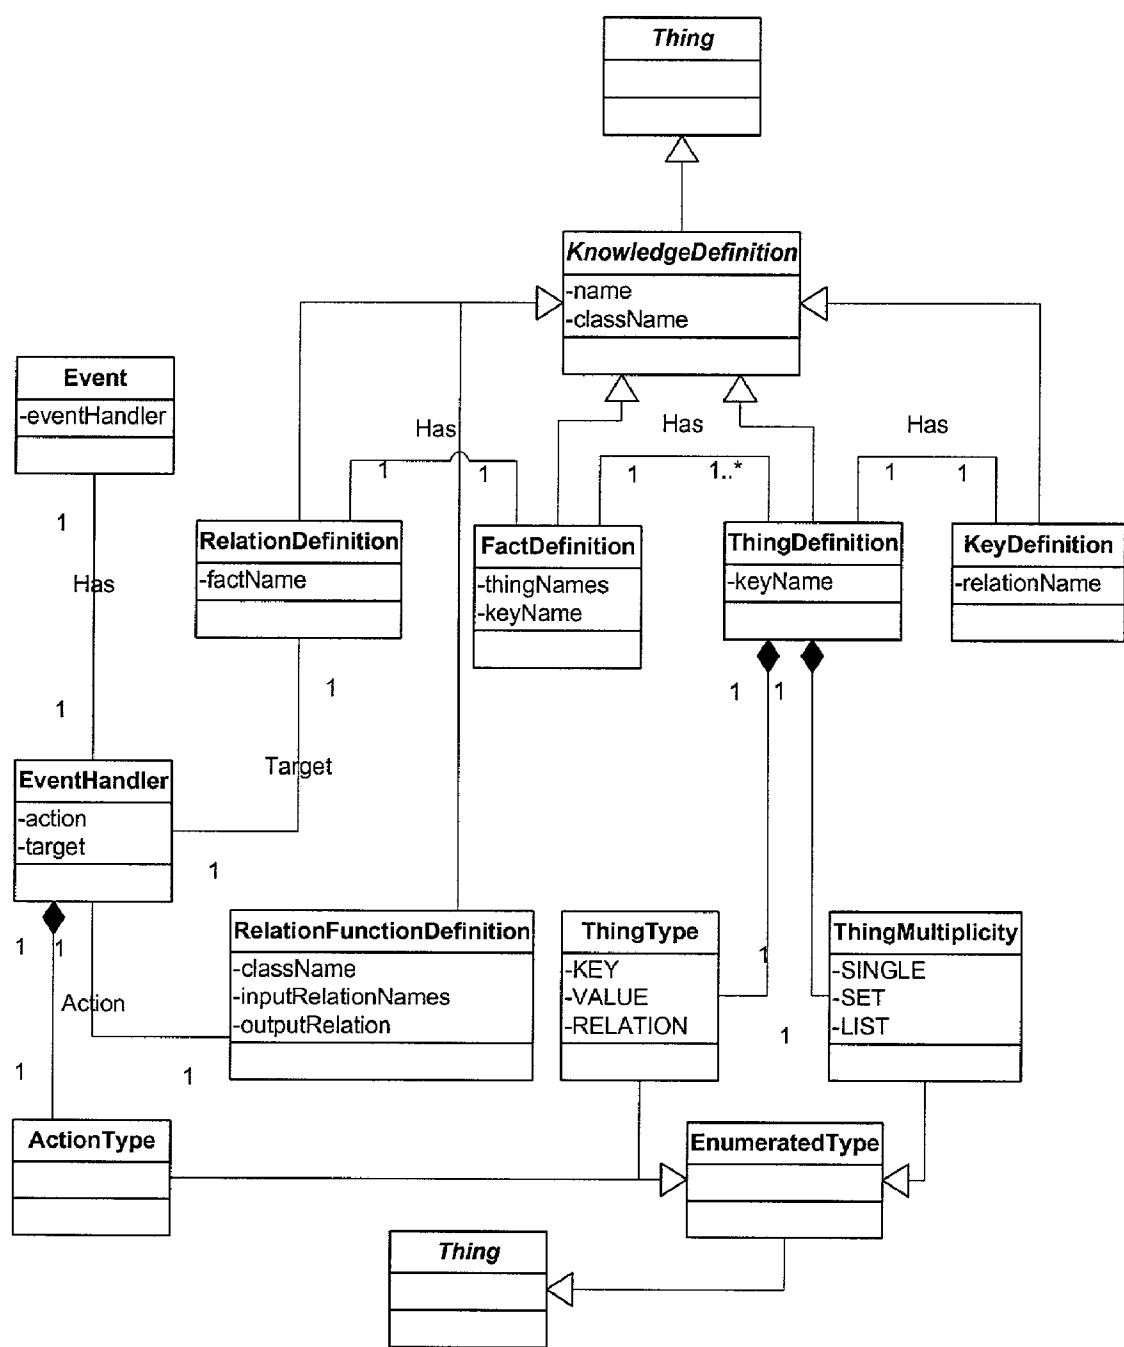 Thing
KnowledgeDefinition
-name
-className
Event
-eventHandler
Has
Has
Has
1
1
1
1..*
1
1
1
RelationDefinition
-factName
FactDefinition
-thingNames
-keyName
ThingDefinition
-keyName
KeyDefinition
-relationName
Has
1
1
1
1
Target
EventHandler
-action
-target
1
1
1
Action
1
1
RelationFunctionDefinition
-className
-inputRelationNames
-outputRelation
ThingType
-KEY
-VALUE
-RELATION
1
1
ThingMultiplicity
-SINGLE
-SET
-LIST
ActionType
EnumeratedType
Thing